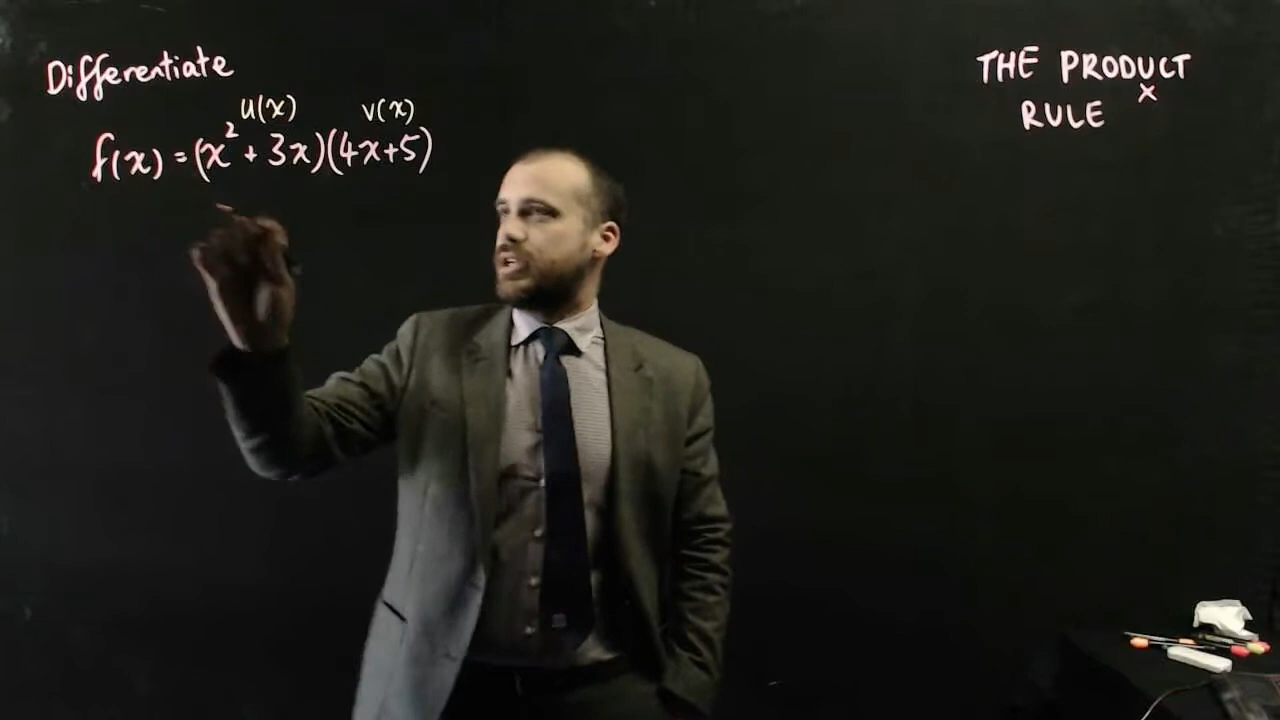 Differentiate
u(x) v(x)
f(x) = (x² + 3x)(4x+5)
THE PRODUCT
x
RULE